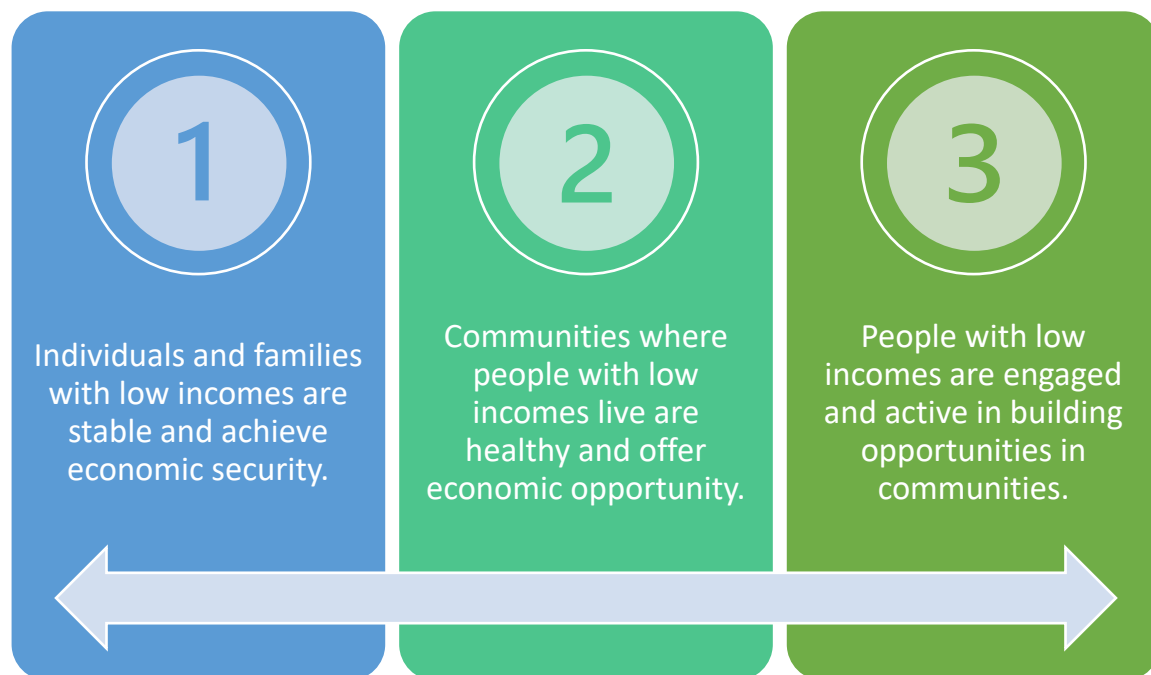 1
Individuals and families
with low incomes are
stable and achieve
economic security.
2
Communities where
people with low
incomes live are
healthy and offer
economic opportunity.
3
People with low
incomes are engaged
and active in building
opportunities in
communities.